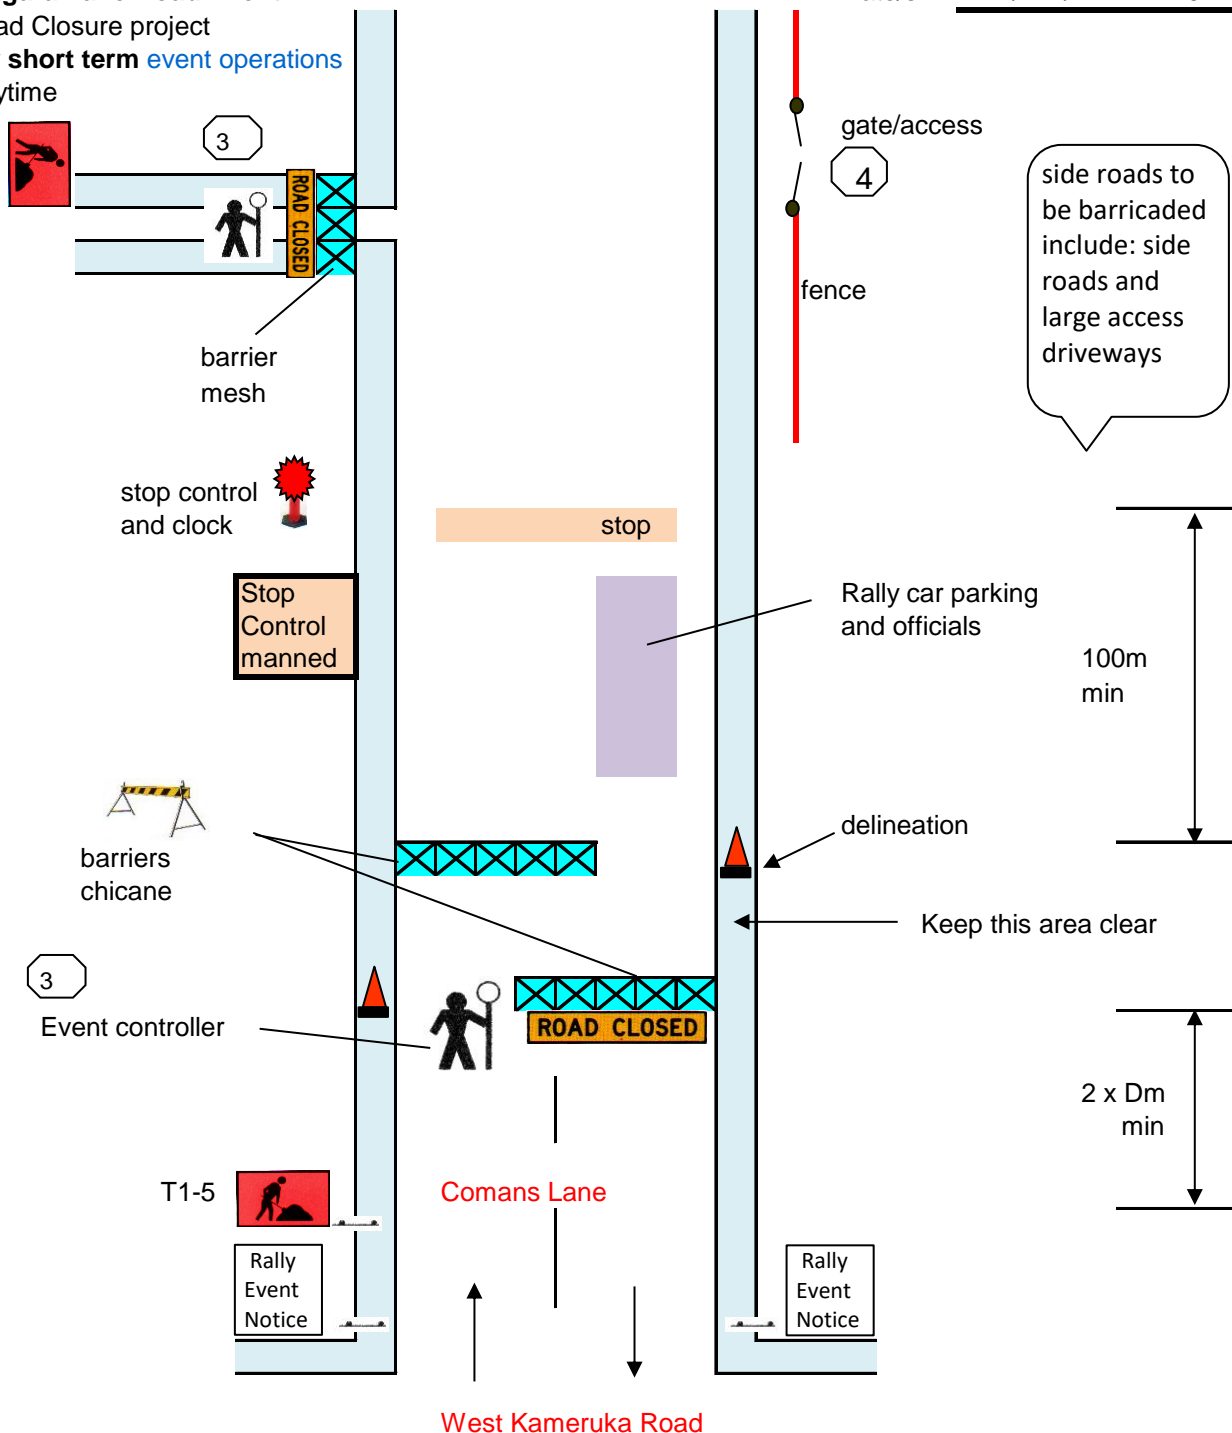 ad Closure project
short term event operations
ytime
3
gate/access
4
side roads to
be barricaded
include: side
roads and
large access
driveways
ROAD CLOSED
fence
barrier
mesh
stop control
and clock
stop
Stop
Control
manned
Rally car parking
and officials
100m
min
delineation
barriers
chicane
Keep this area clear
3
Event controller
ROAD CLOSED
2 x Dm
min
T1-5
Comans Lane
Rally
Event
Notice
Rally
Event
Notice
West Kameruka Road